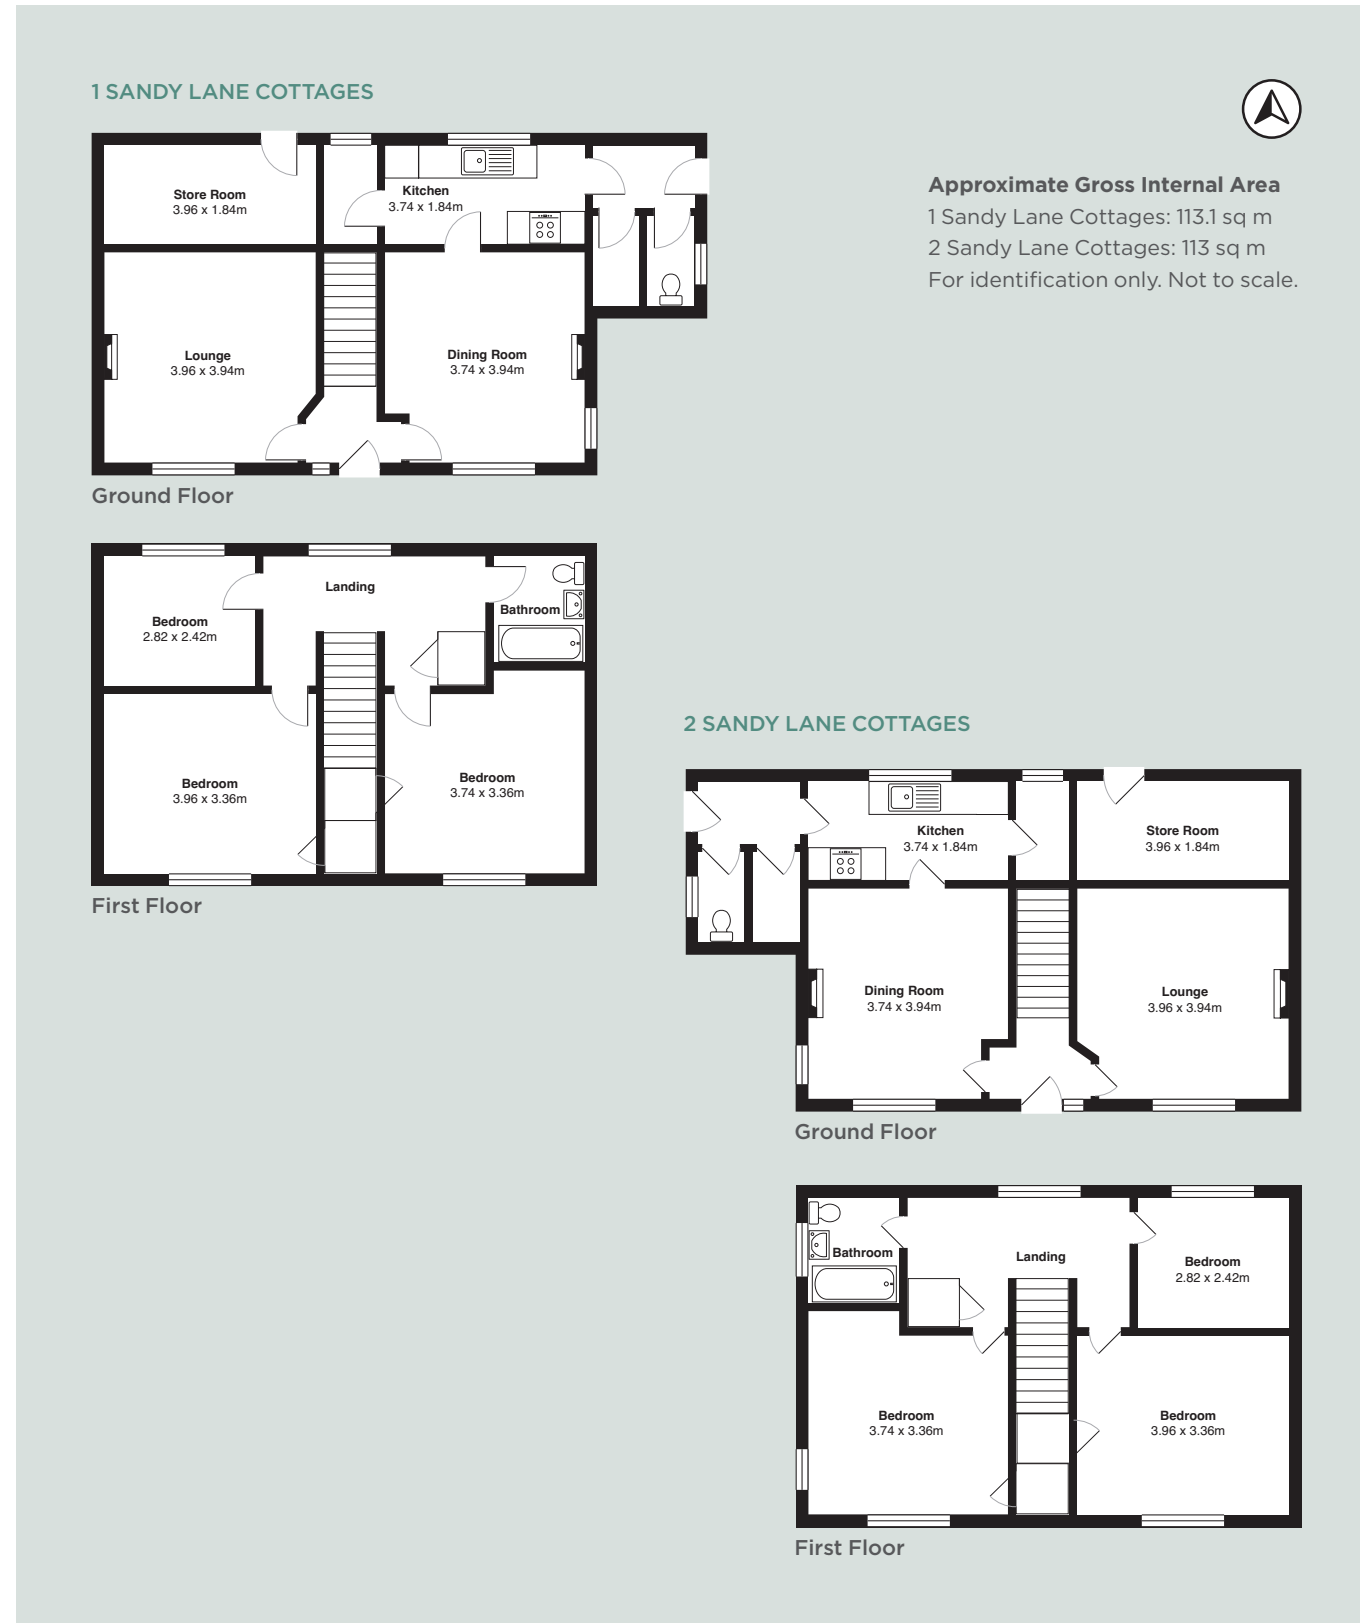 1 SANDY LANE COTTAGES
Approximate Gross Internal Area
1 Sandy Lane Cottages: 113.1 sq m
2 Sandy Lane Cottages: 113 sq m
For identification only. Not to scale.
Store Room
3.96 x 1.84m
Kitchen
3.74 x 1.84m
Lounge
3.96 x 3.94m
Dining Room
3.74 x 3.94m
Ground Floor
Landing
Bedroom
2.82 x 2.42m
Bathroom
Bedroom
3.96 x 3.36m
Bedroom
3.74 x 3.36m
First Floor
2 SANDY LANE COTTAGES
Kitchen
3.74 x 1.84m
Store Room
3.96 x 1.84m
Dining Room
3.74 x 3.94m
Lounge
3.96 x 3.94m
Ground Floor
Bathroom
Landing
Bedroom
2.82 x 2.42m
Bedroom
3.74 x 3.36m
Bedroom
3.96 x 3.36m
First Floor